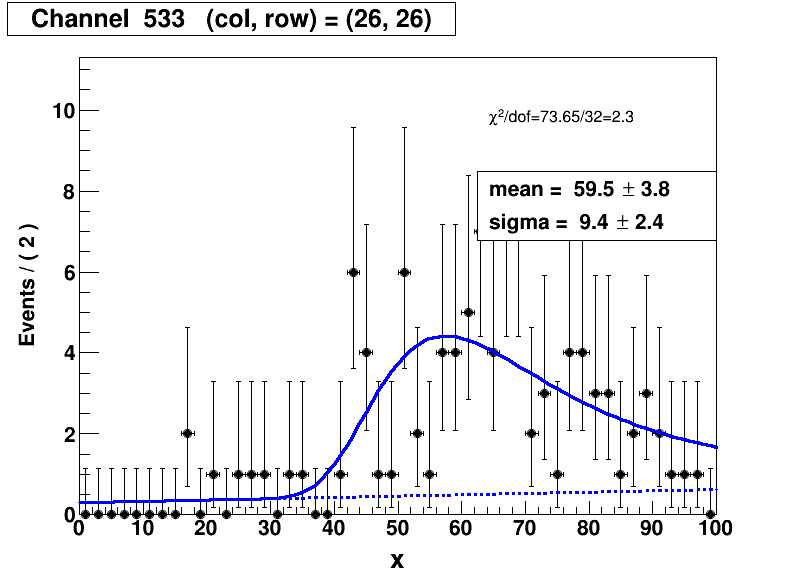 Channel 533 (col, row) = (26, 26)
χ²/dof=73.65/32=2.3
mean = 59.5 ± 3.8
sigma = 9.4 ± 2.4
Events / ( 2 )
10
8
6
4
2
0
0 10 20 30 40 50 60 70 80 90 100
x